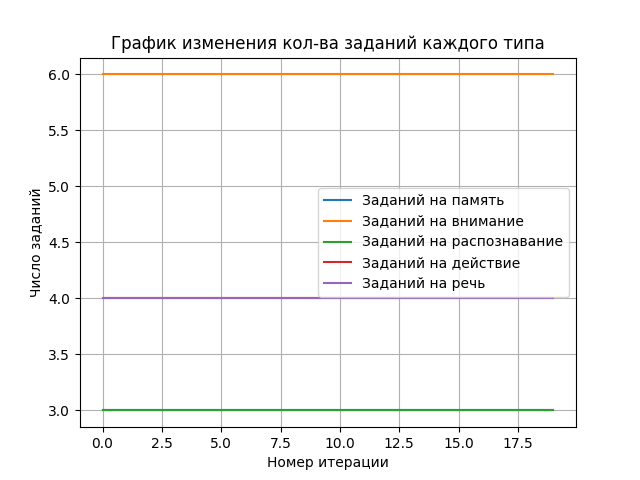 График изменения кол-ва заданий каждого типа
6.0
5.5
5.0
4.5
4.0
3.5
3.0
Число заданий
Заданий на память
Заданий на внимание
Заданий на распознавание
Заданий на действие
Заданий на речь
0.0 2.5 5.0 7.5 10.0 12.5 15.0 17.5
Номер итерации